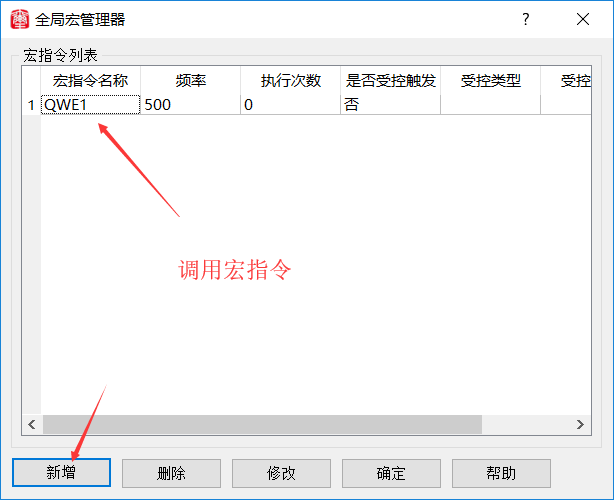 全局宏管理器
宏指令列表
宏指令名称 频率 执行次数 是否受控触发 受控类型 受控
1 QWE1 500 0 否
调用宏指令
新增 删除 修改 确定 帮助